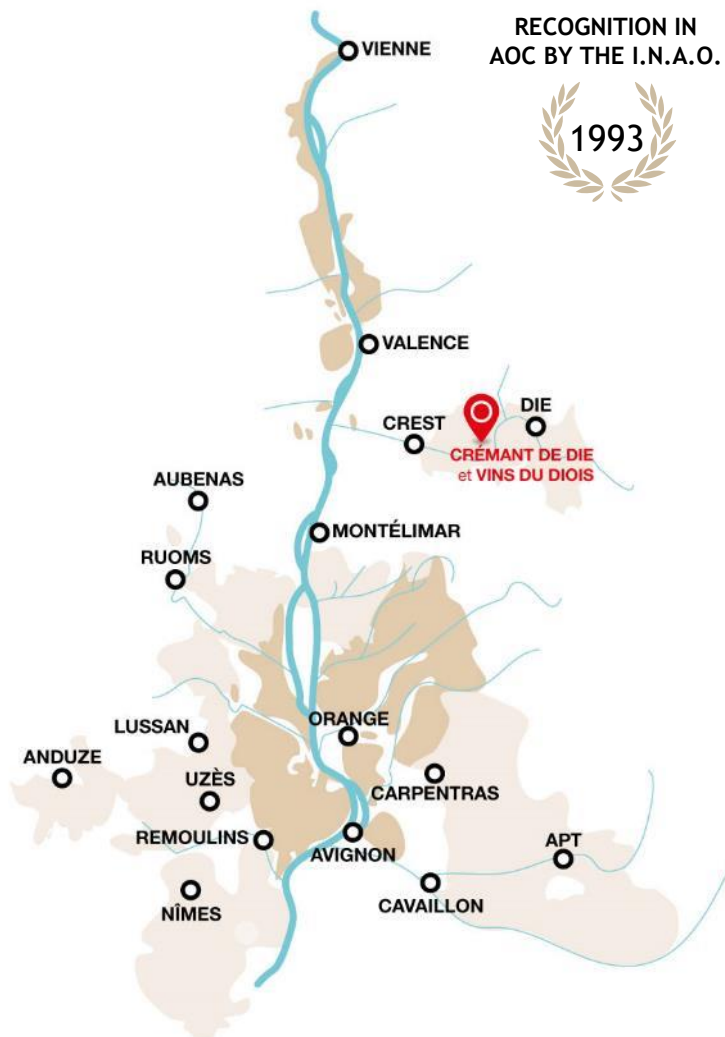 RECOGNITION IN
AOC BY THE I.N.A.O.
1993
VIENNE
VALENCE
DIE
CREST
CRÉMANT DE DIE
et VINS DU DIOIS
AUBENAS
MONTÉLIMAR
RUOMS
ORANGE
LUSSAN
ANDUZE
UZÈS
CARPENTRAS
REMOULINS
AVIGNON
APT
CAVAILLON
NÎMES